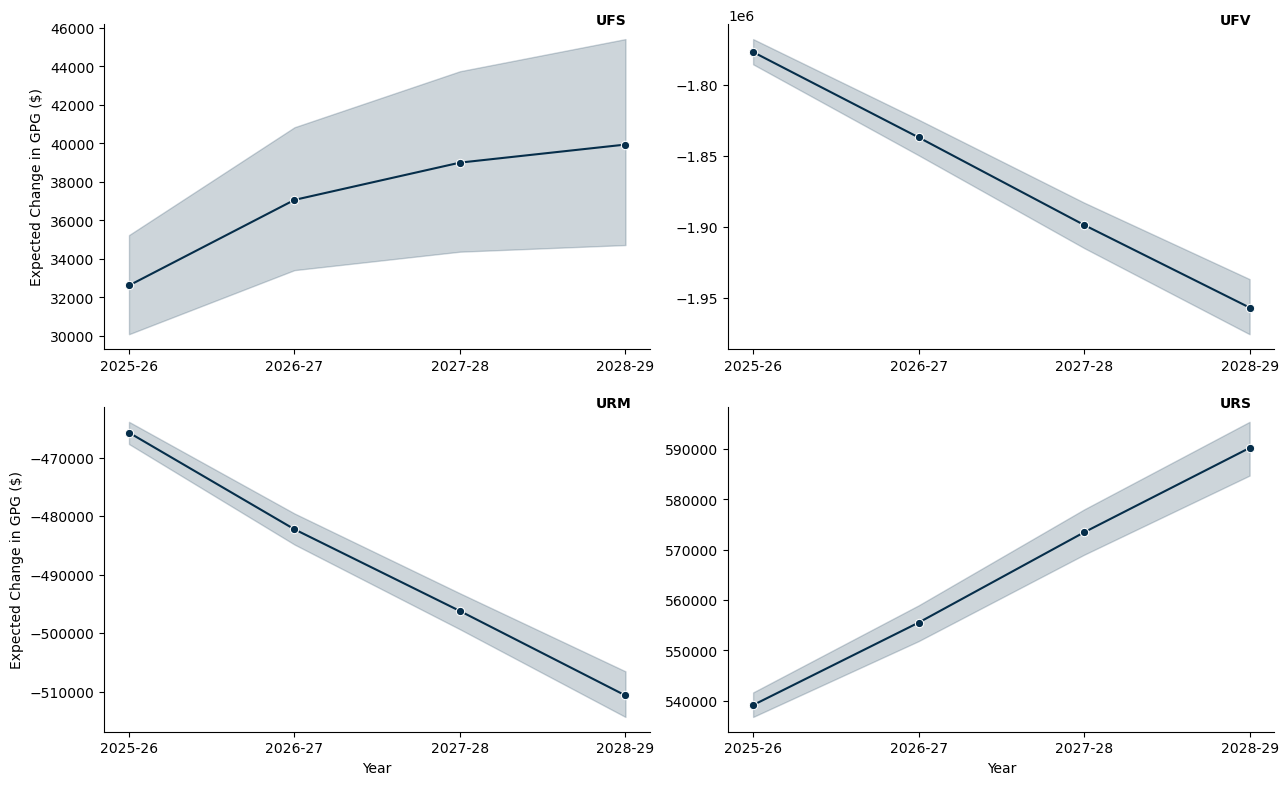 UFS
Expected Change in GPG ($)
46000
44000
42000
40000
38000
36000
34000
32000
30000
2025-26 2026-27 2027-28 2028-29
1e6
UFV
−1.80
−1.85
−1.90
−1.95
2025-26 2026-27 2027-28 2028-29
URM
Expected Change in GPG ($)
−470000
−480000
−490000
−500000
−510000
2025-26 2026-27 2027-28 2028-29
Year
URS
590000
580000
570000
560000
550000
540000
2025-26 2026-27 2027-28 2028-29
Year